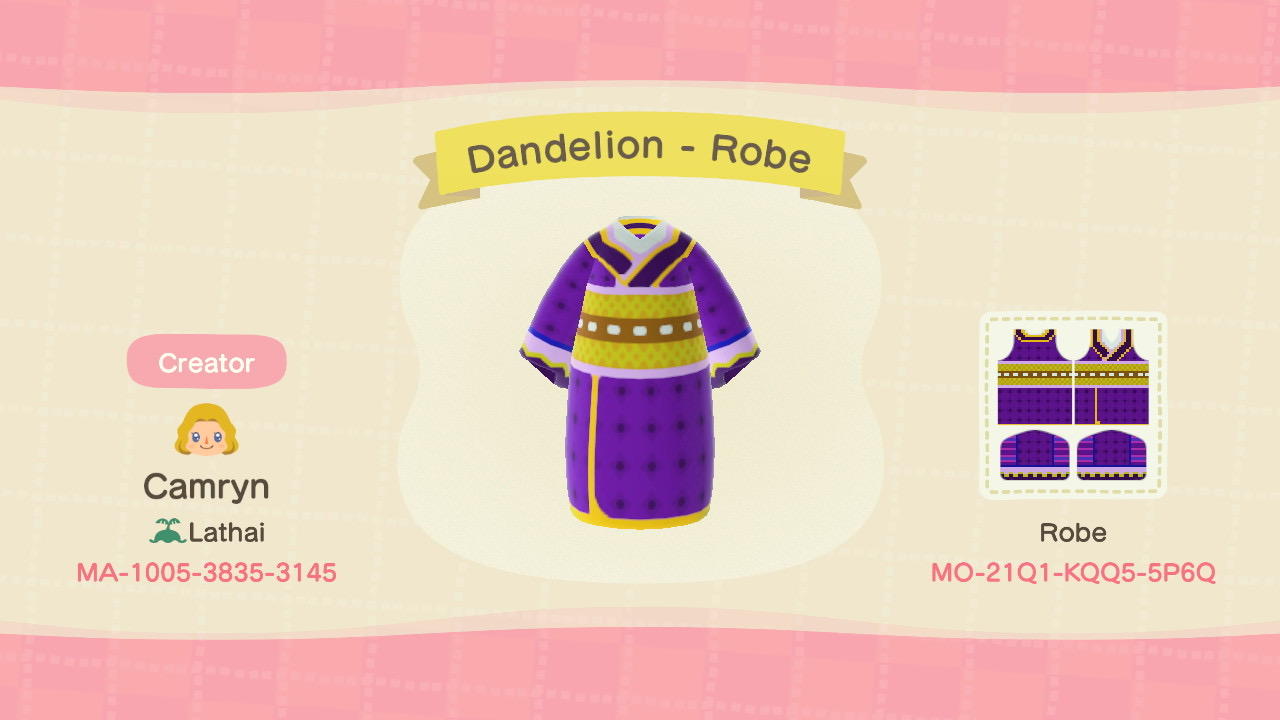 Dandelion - Robe
Creator
Camryn
Lathai
MA-1005-3835-3145
Robe
MO-21Q1-KQQ5-5P6Q